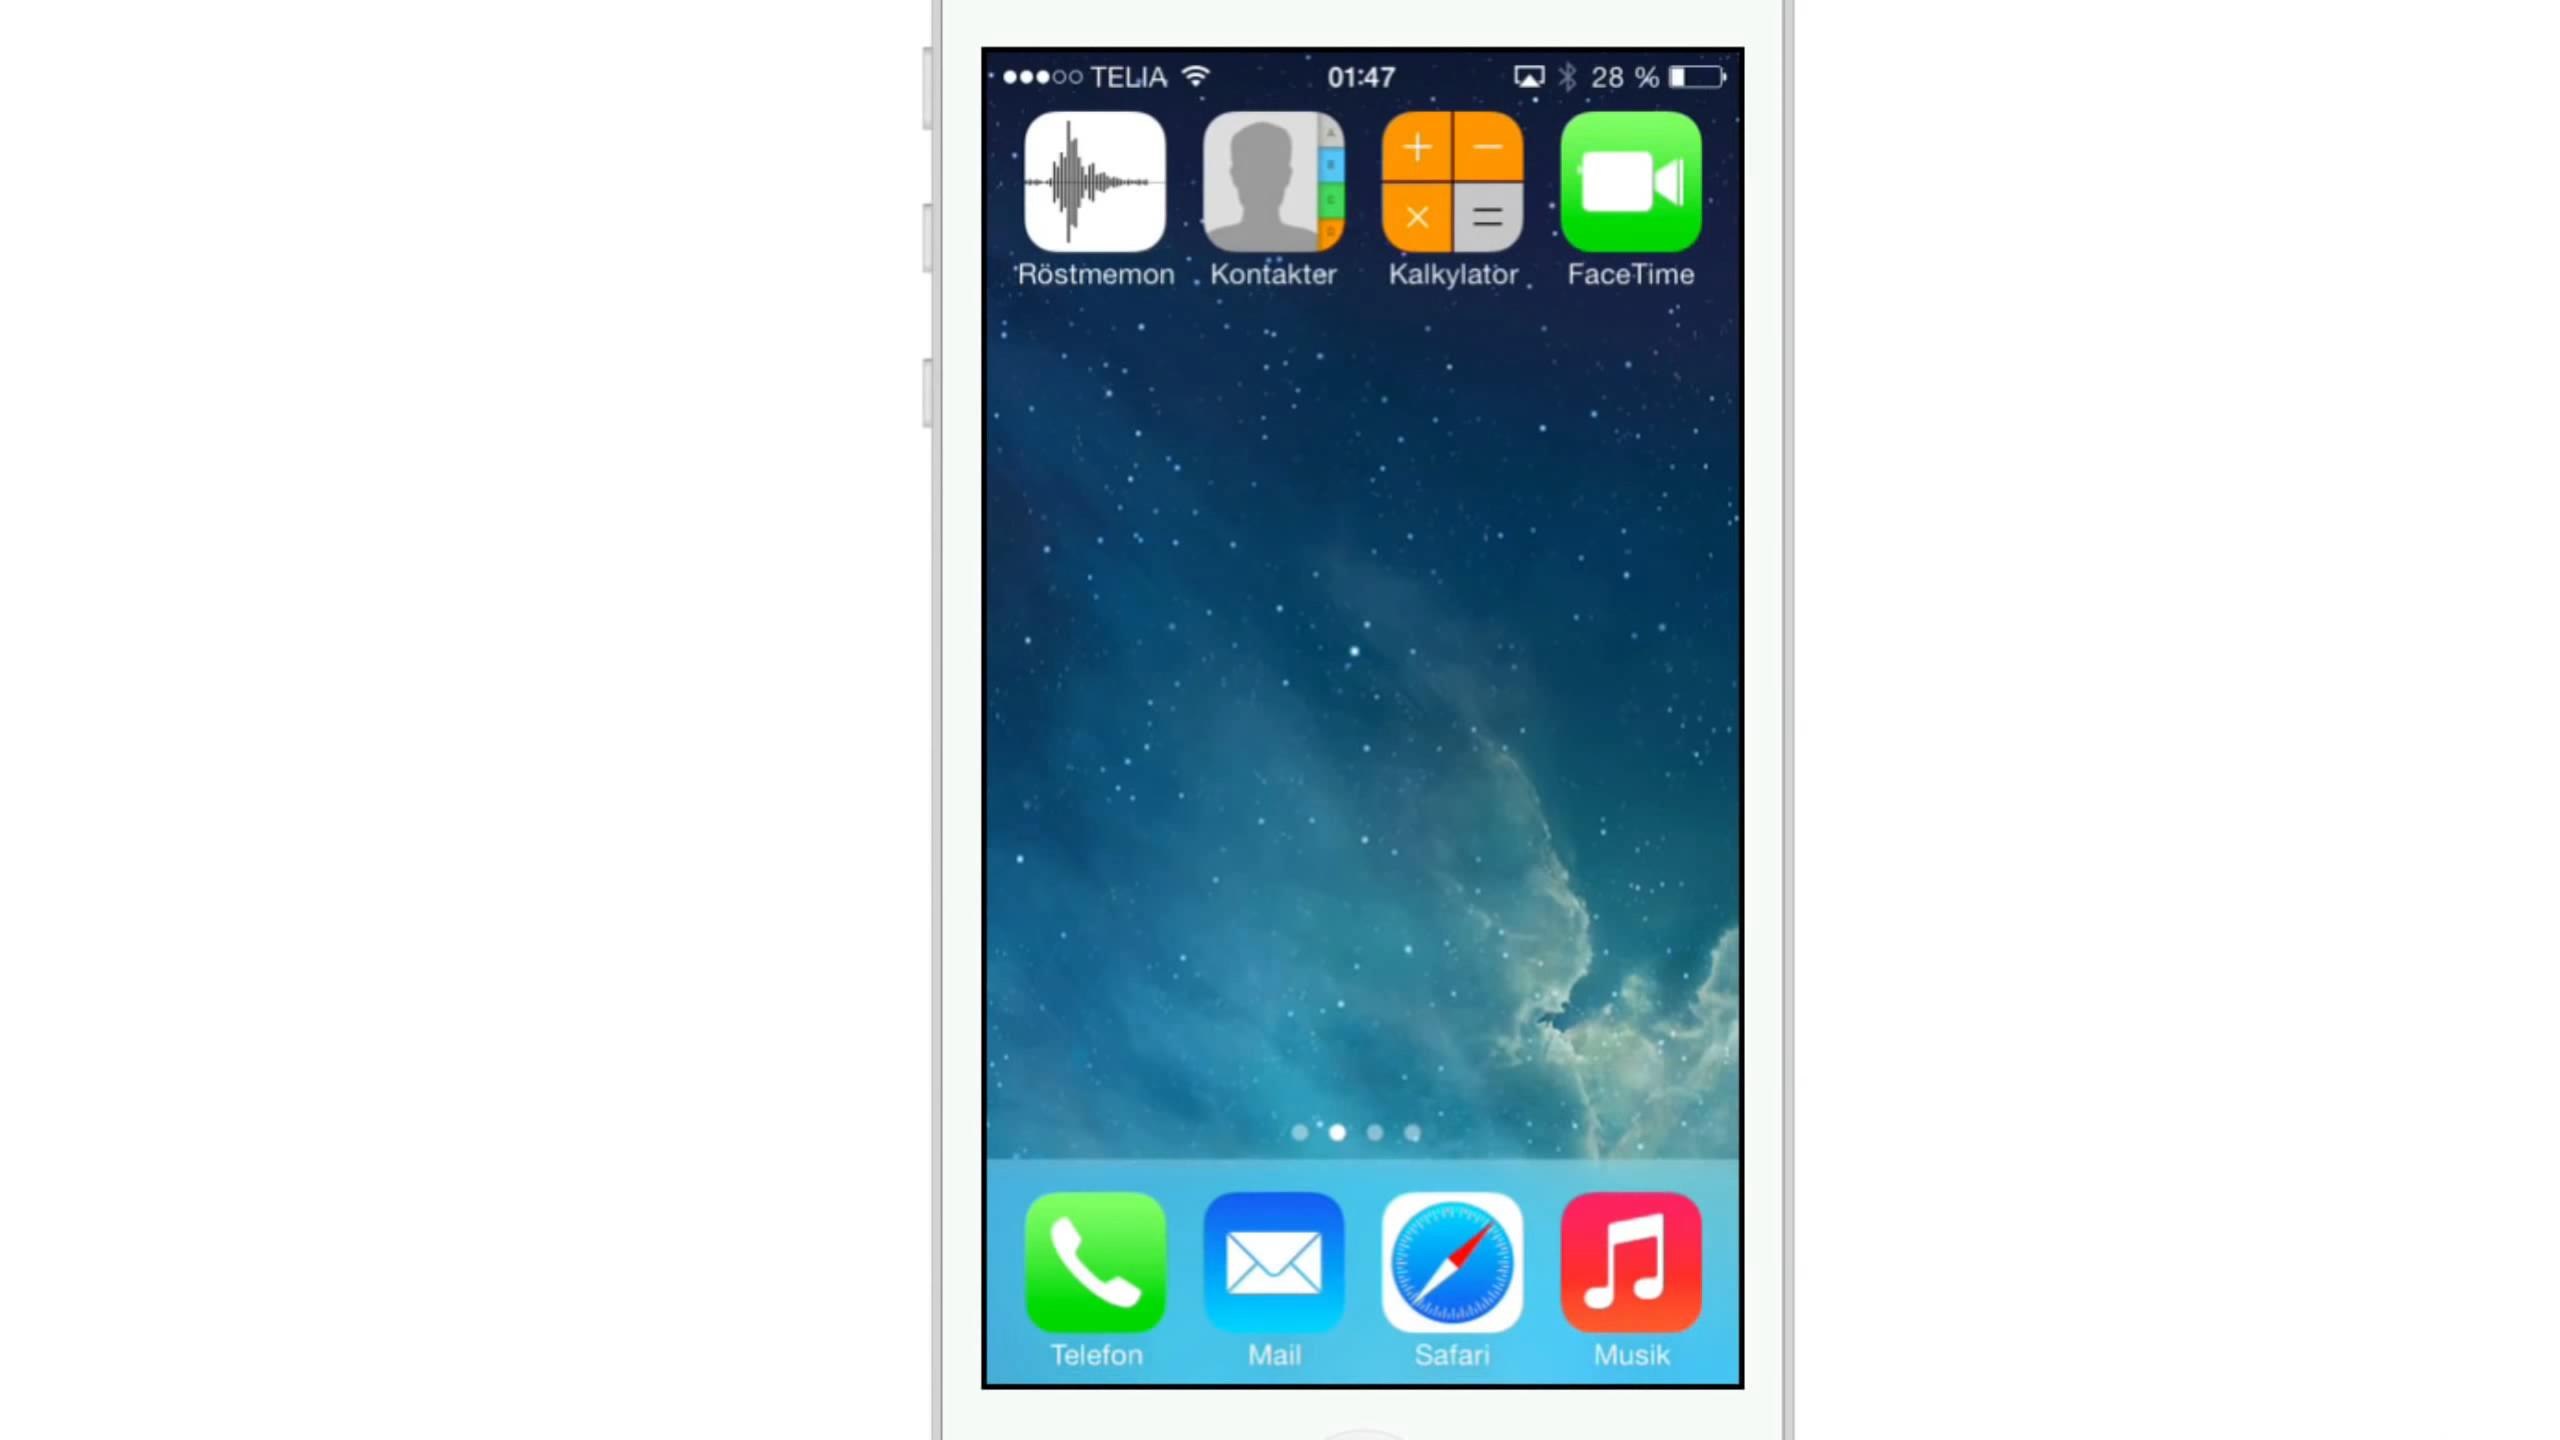 TELIA 01:47 28 %
Röstmemon Kontakter Kalkylator FaceTime
Telefon Mail Safari Musik